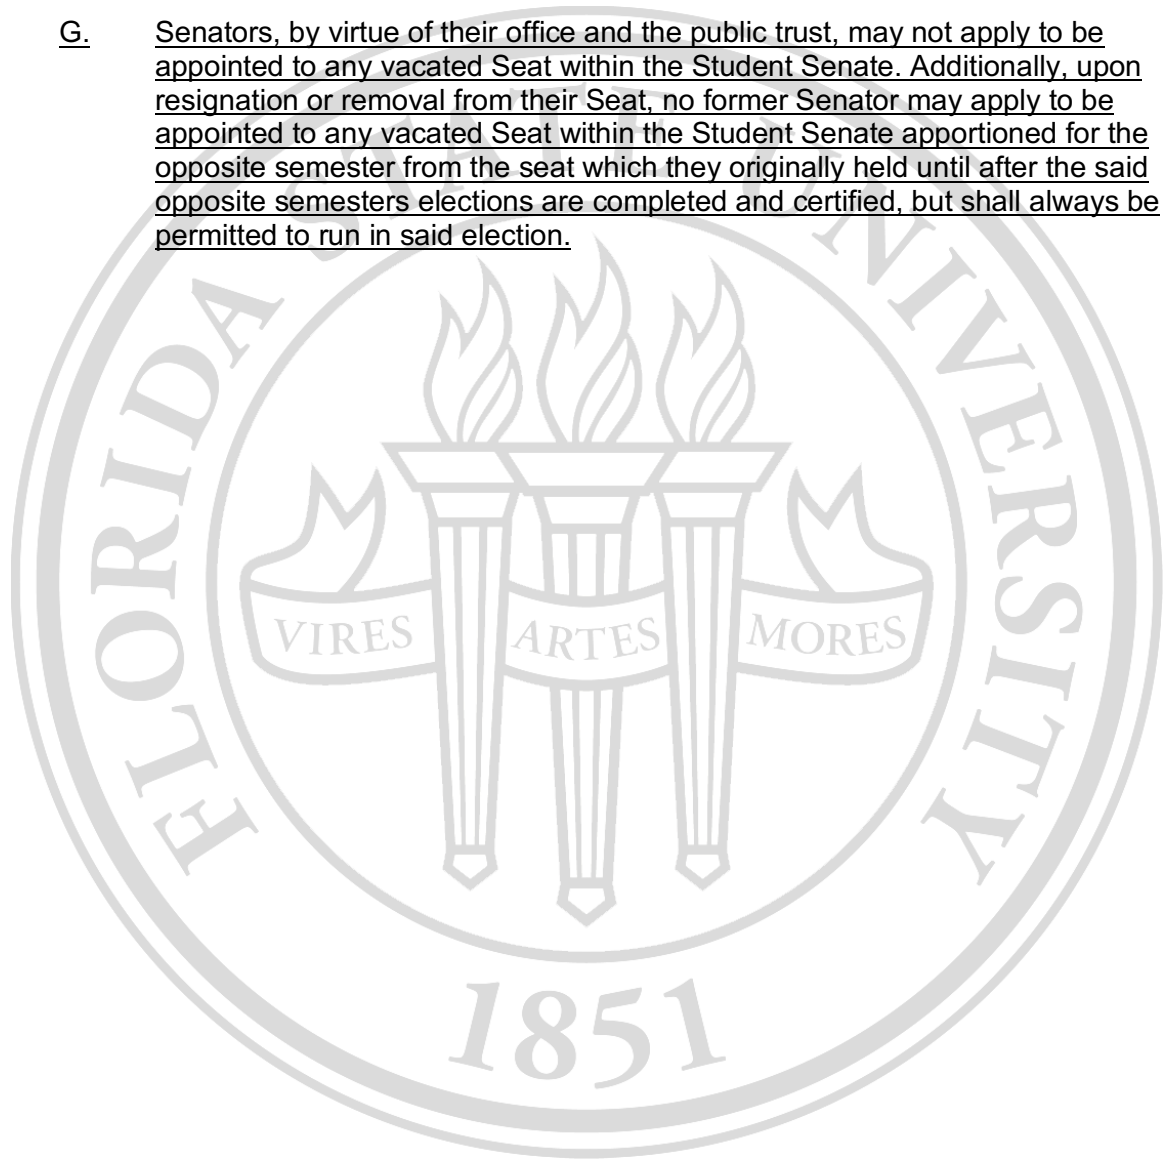 G. Senators, by virtue of their office and the public trust, may not apply to be
appointed to any vacated Seat within the Student Senate. Additionally, upon
resignation or removal from their Seat, no former Senator may apply to be
appointed to any vacated Seat within the Student Senate apportioned for the
opposite semester from the seat which they originally held until after the said
opposite semesters elections are completed and certified, but shall always be
permitted to run in said election.
FLORIDA STATE UNIVERSITY
VIRES ARTES MORES
1851